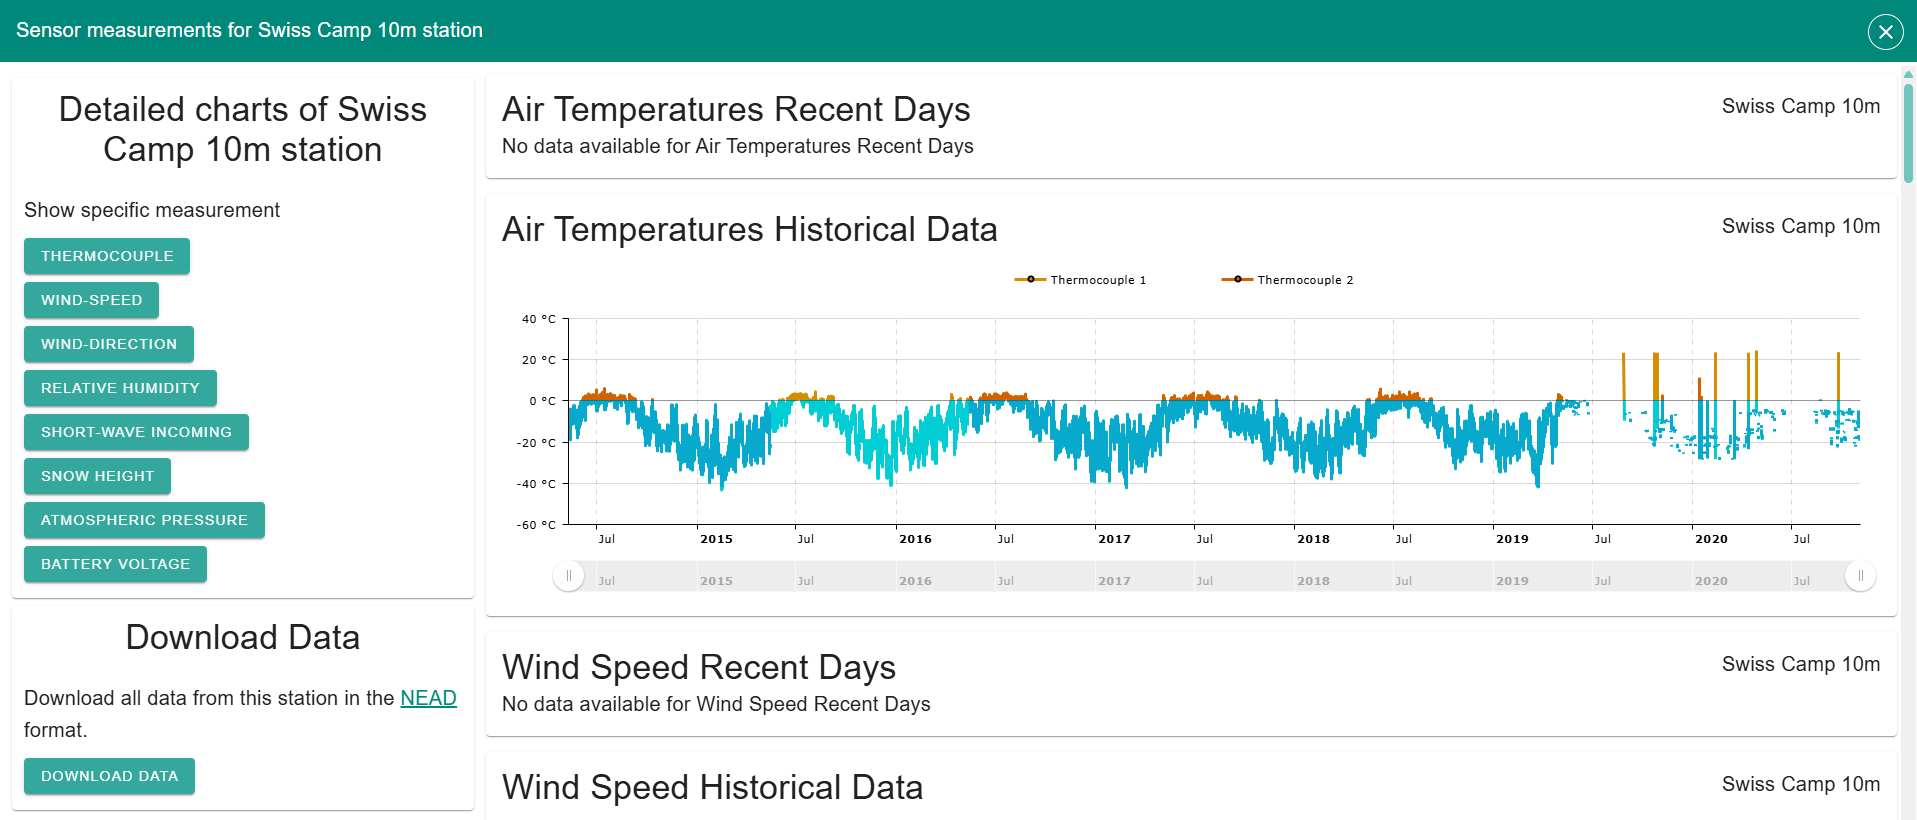 Sensor measurements for Swiss Camp 10m station
Detailed charts of Swiss
Camp 10m station
Show specific measurement
THERMOCOUPLE
WIND-SPEED
WIND-DIRECTION
RELATIVE HUMIDITY
SHORT-WAVE INCOMING
SNOW HEIGHT
ATMOSPHERIC PRESSURE
BATTERY VOLTAGE
Download Data
Download all data from this station in the NEAD
format.
DOWNLOAD DATA
Air Temperatures Recent Days
Swiss Camp 10m
No data available for Air Temperatures Recent Days
Air Temperatures Historical Data
Swiss Camp 10m
Thermocouple 1 Thermocouple 2
40 °C
20 °C
0 °C
-20 °C
-40 °C
-60 °C
Jul 2015 Jul 2016 Jul 2017 Jul 2018 Jul 2019 Jul 2020 Jul
Jul 2015 Jul 2016 Jul 2017 Jul 2018 Jul 2019 Jul 2020 Jul
Wind Speed Recent Days
Swiss Camp 10m
No data available for Wind Speed Recent Days
Wind Speed Historical Data
Swiss Camp 10m